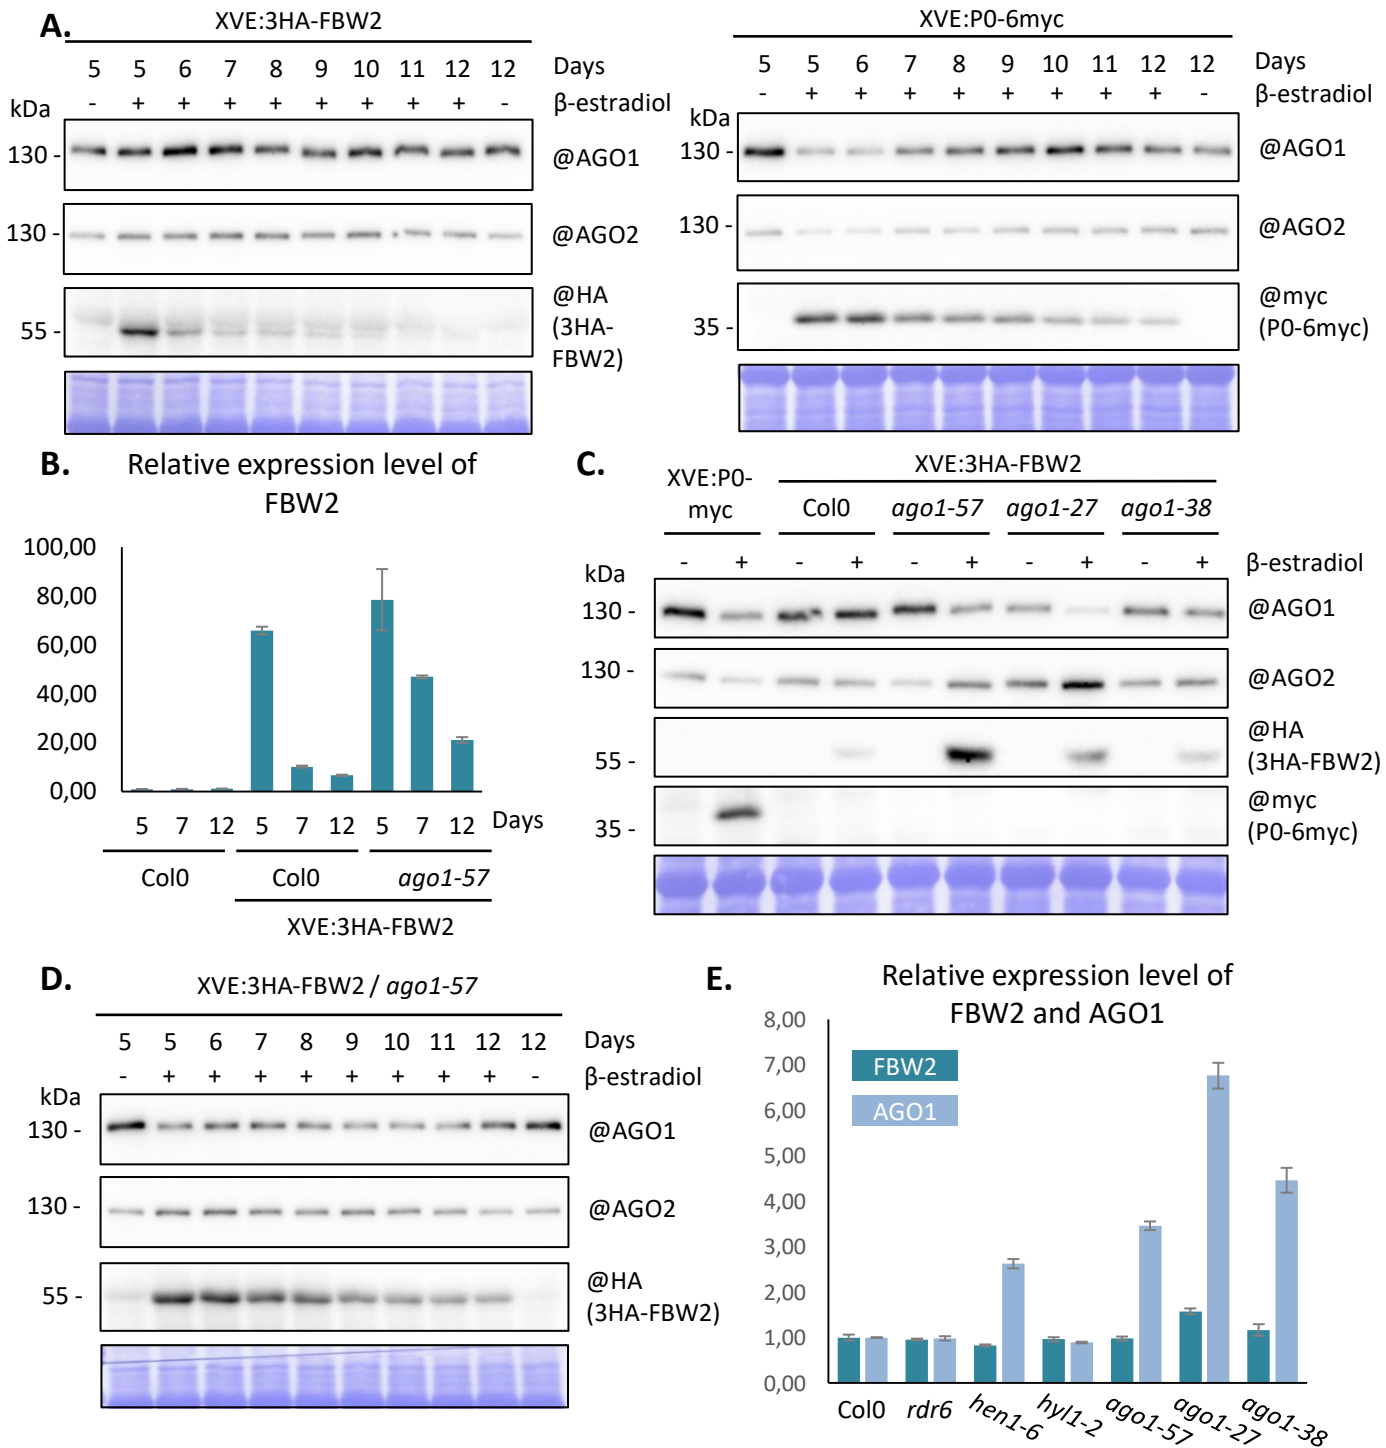 A.
XVE:3HA-FBW2
5 5 6 7 8 9 10 11 12 12 Days
kDa - + + + + + + + + - β-estradiol
130 - @AGO1
130 - @AGO2
55 - @HA
(3HA-
FBW2)
XVE:P0-6myc
5 5 6 7 8 9 10 11 12 12 Days
- + + + + + + + + - β-estradiol
kDa
130 - @AGO1
130 - @AGO2
35 - @myc
(P0-6myc)
B.
Relative expression level of
FBW2
100,00
80,00
60,00
40,00
20,00
0,00
5 7 12 5 7 12 5 7 12 Days
Col0 Col0 ago1-57
XVE:3HA-FBW2
C.
XVE:P0-
myc
XVE:3HA-FBW2
Col0 ago1-57 ago1-27 ago1-38
- + - + - + - + - + β-estradiol
kDa
130 - @AGO1
130 - @AGO2
55 - @HA
(3HA-FBW2)
35 - @myc
(P0-6myc)
D.
XVE:3HA-FBW2 / ago1-57
5 5 6 7 8 9 10 11 12 12 Days
- + + + + + + + + - β-estradiol
kDa
130 - @AGO1
130 - @AGO2
55 - @HA
(3HA-FBW2)
E.
Relative expression level of
FBW2 and AGO1
8,00
7,00
6,00
5,00
4,00
3,00
2,00
1,00
0,00
FBW2
AGO1
Col0 rdr6 hen1-6 hyl1-2 ago1-57 ago1-27 ago1-38